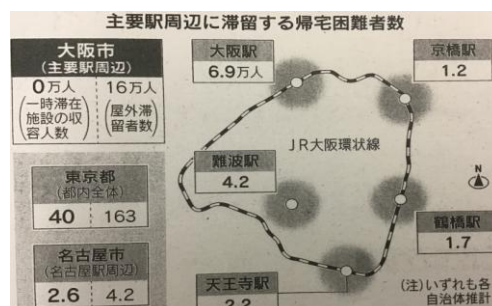 主要駅周辺に滞留する帰宅困難者数
大阪市
(主要駅周辺)
0万人
(一時滞在施設の収容人数)
16万人
(屋外滞留者数)
東京都
(都内全体)
40
163
名古屋市
(名古屋駅周辺)
2.6
4.2
大阪駅
6.9万人
京橋駅
1.2
JR大阪環状線
難波駅
4.2
N
鶴橋駅
1.7
天王寺駅
2.2
(注)いずれも各
自治体推計